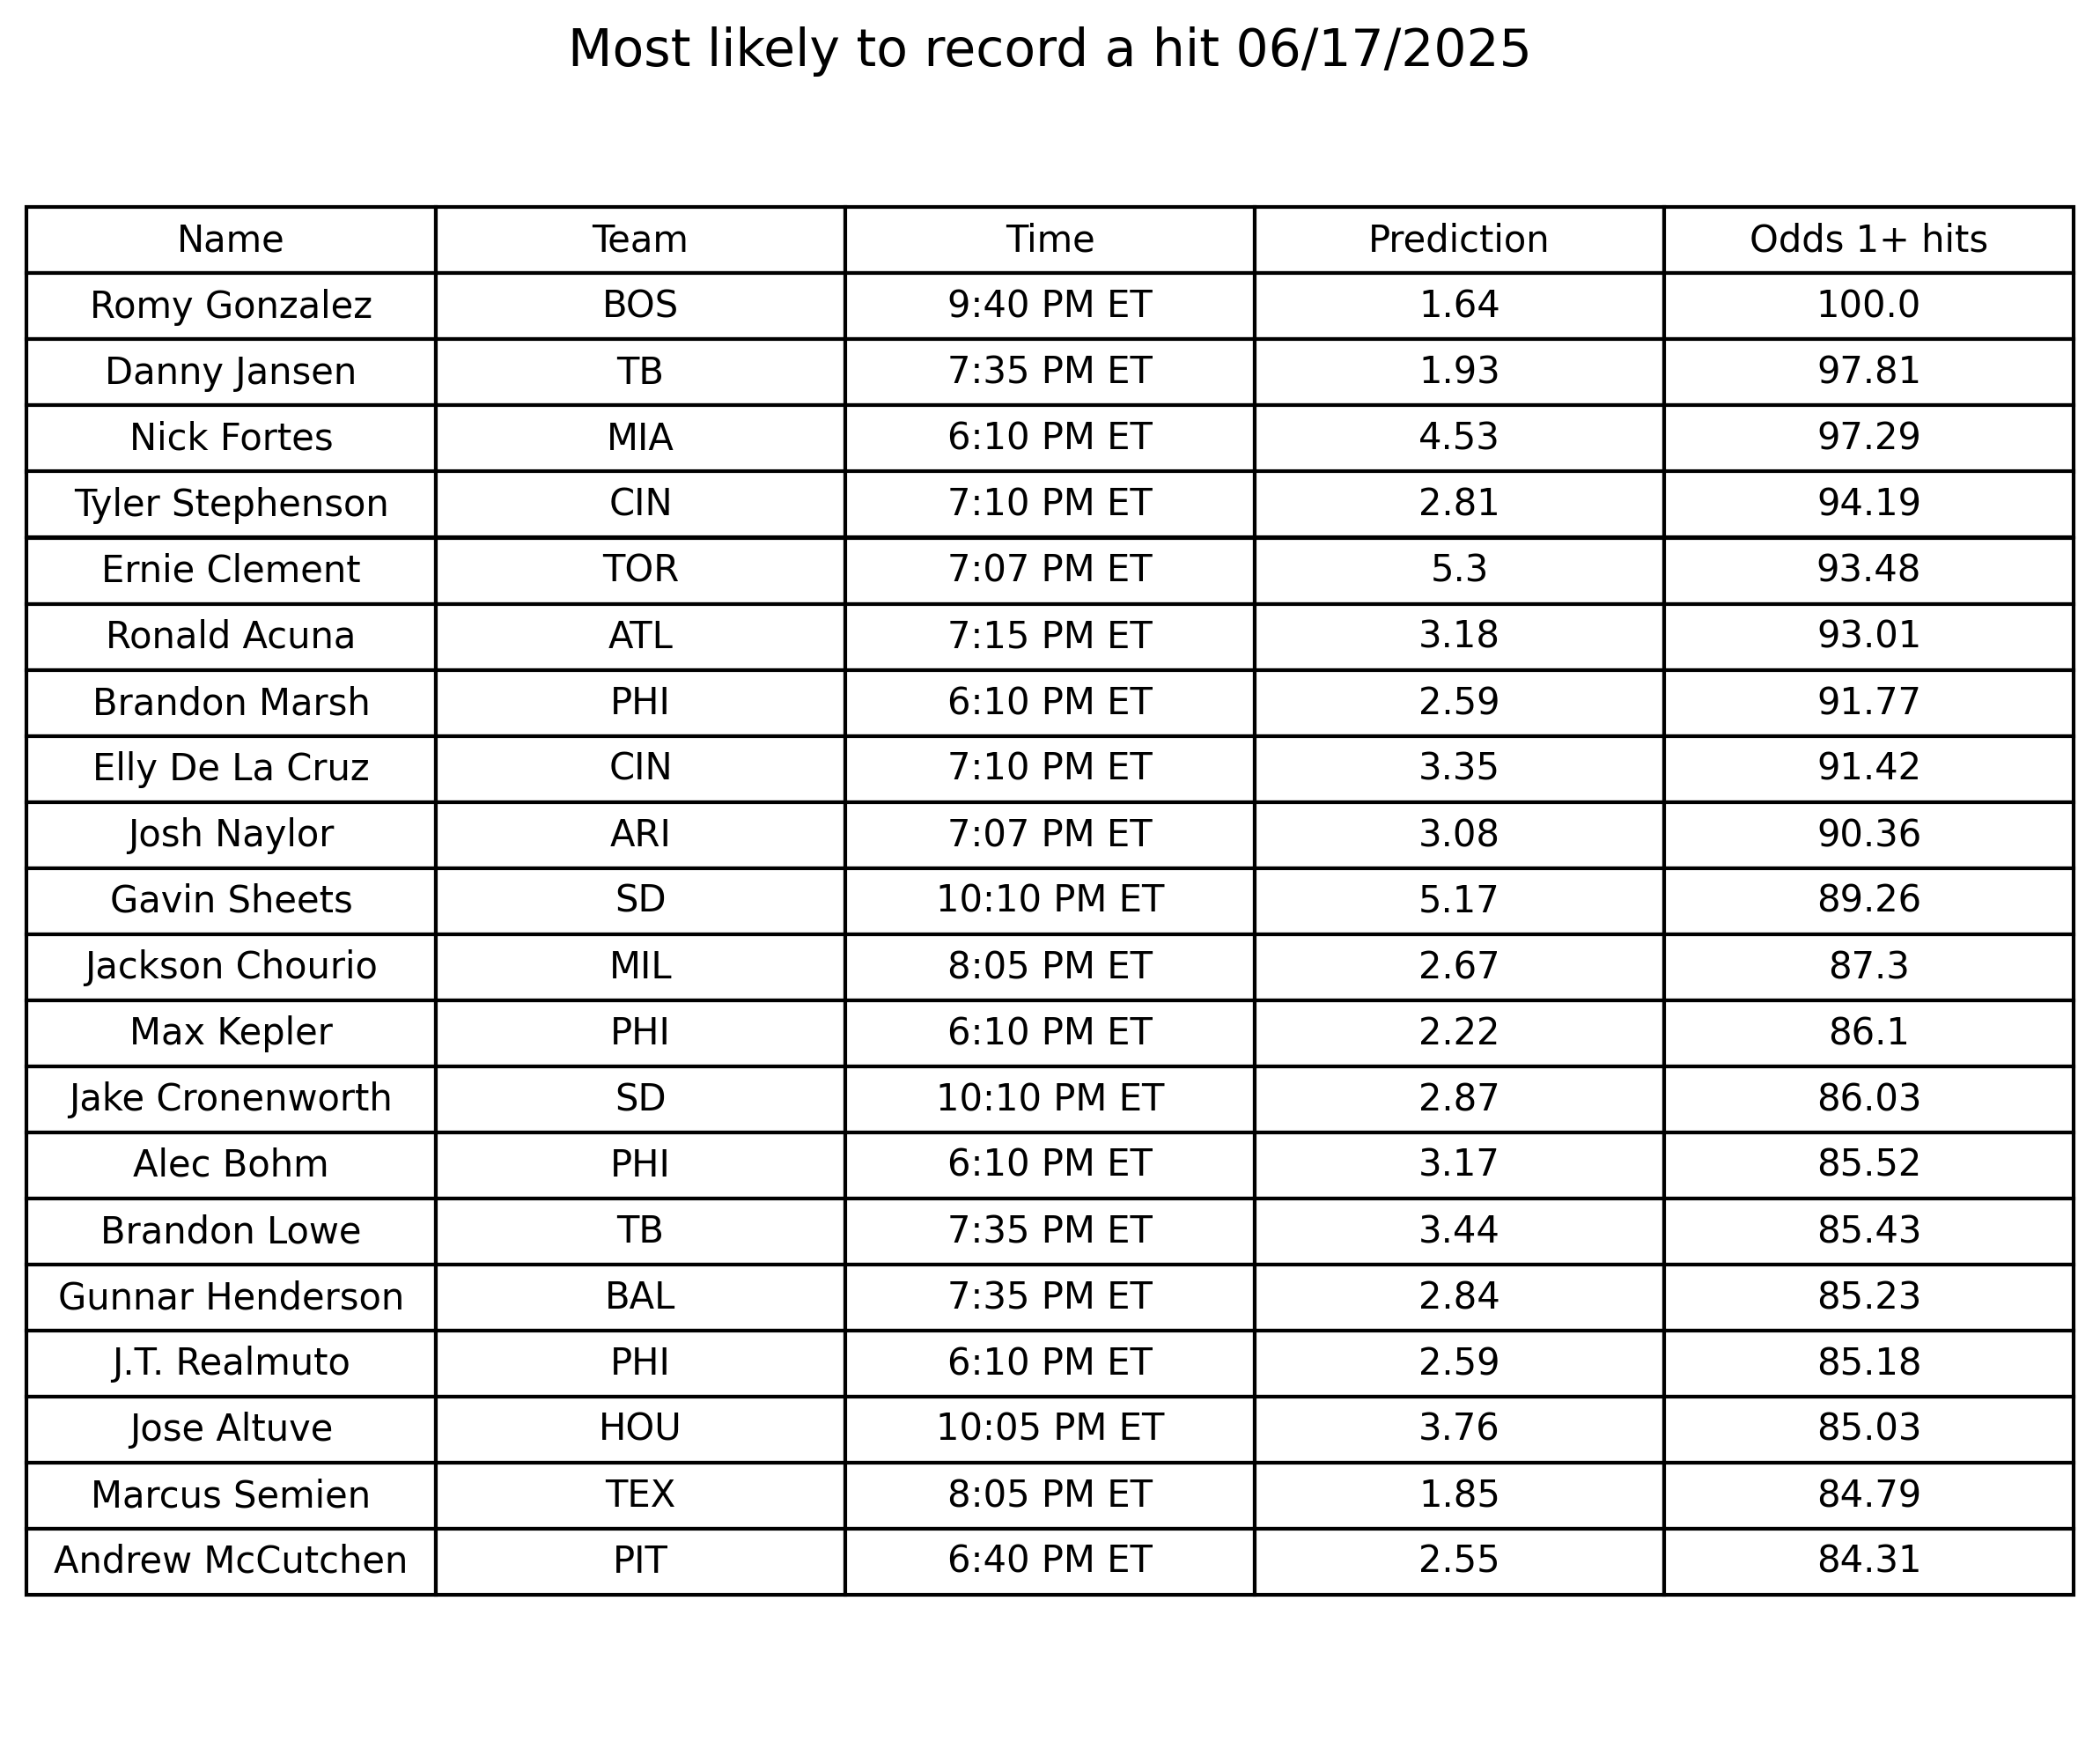 Most likely to record a hit 06/17/2025
Name Team Time Prediction Odds 1+ hits
Romy Gonzalez BOS 9:40 PM ET 1.64 100.0
Danny Jansen TB 7:35 PM ET 1.93 97.81
Nick Fortes MIA 6:10 PM ET 4.53 97.29
Tyler Stephenson CIN 7:10 PM ET 2.81 94.19
Ernie Clement TOR 7:07 PM ET 5.3 93.48
Ronald Acuna ATL 7:15 PM ET 3.18 93.01
Brandon Marsh PHI 6:10 PM ET 2.59 91.77
Elly De La Cruz CIN 7:10 PM ET 3.35 91.42
Josh Naylor ARI 7:07 PM ET 3.08 90.36
Gavin Sheets SD 10:10 PM ET 5.17 89.26
Jackson Chourio MIL 8:05 PM ET 2.67 87.3
Max Kepler PHI 6:10 PM ET 2.22 86.1
Jake Cronenworth SD 10:10 PM ET 2.87 86.03
Alec Bohm PHI 6:10 PM ET 3.17 85.52
Brandon Lowe TB 7:35 PM ET 3.44 85.43
Gunnar Henderson BAL 7:35 PM ET 2.84 85.23
J.T. Realmuto PHI 6:10 PM ET 2.59 85.18
Jose Altuve HOU 10:05 PM ET 3.76 85.03
Marcus Semien TEX 8:05 PM ET 1.85 84.79
Andrew McCutchen PIT 6:40 PM ET 2.55 84.31